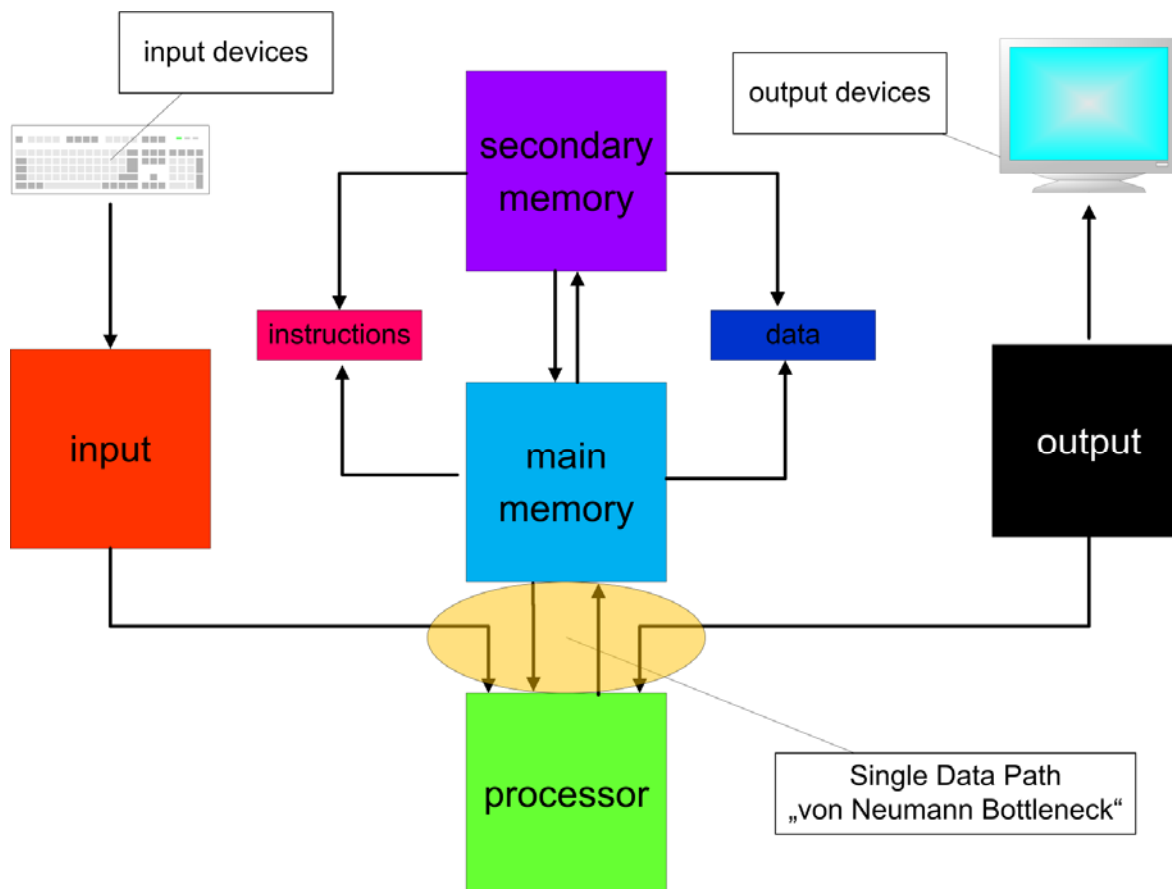 input devices
output devices
secondary
memory
instructions
data
input
main
memory
output
processor
Single Data Path
„von Neumann Bottleneck“